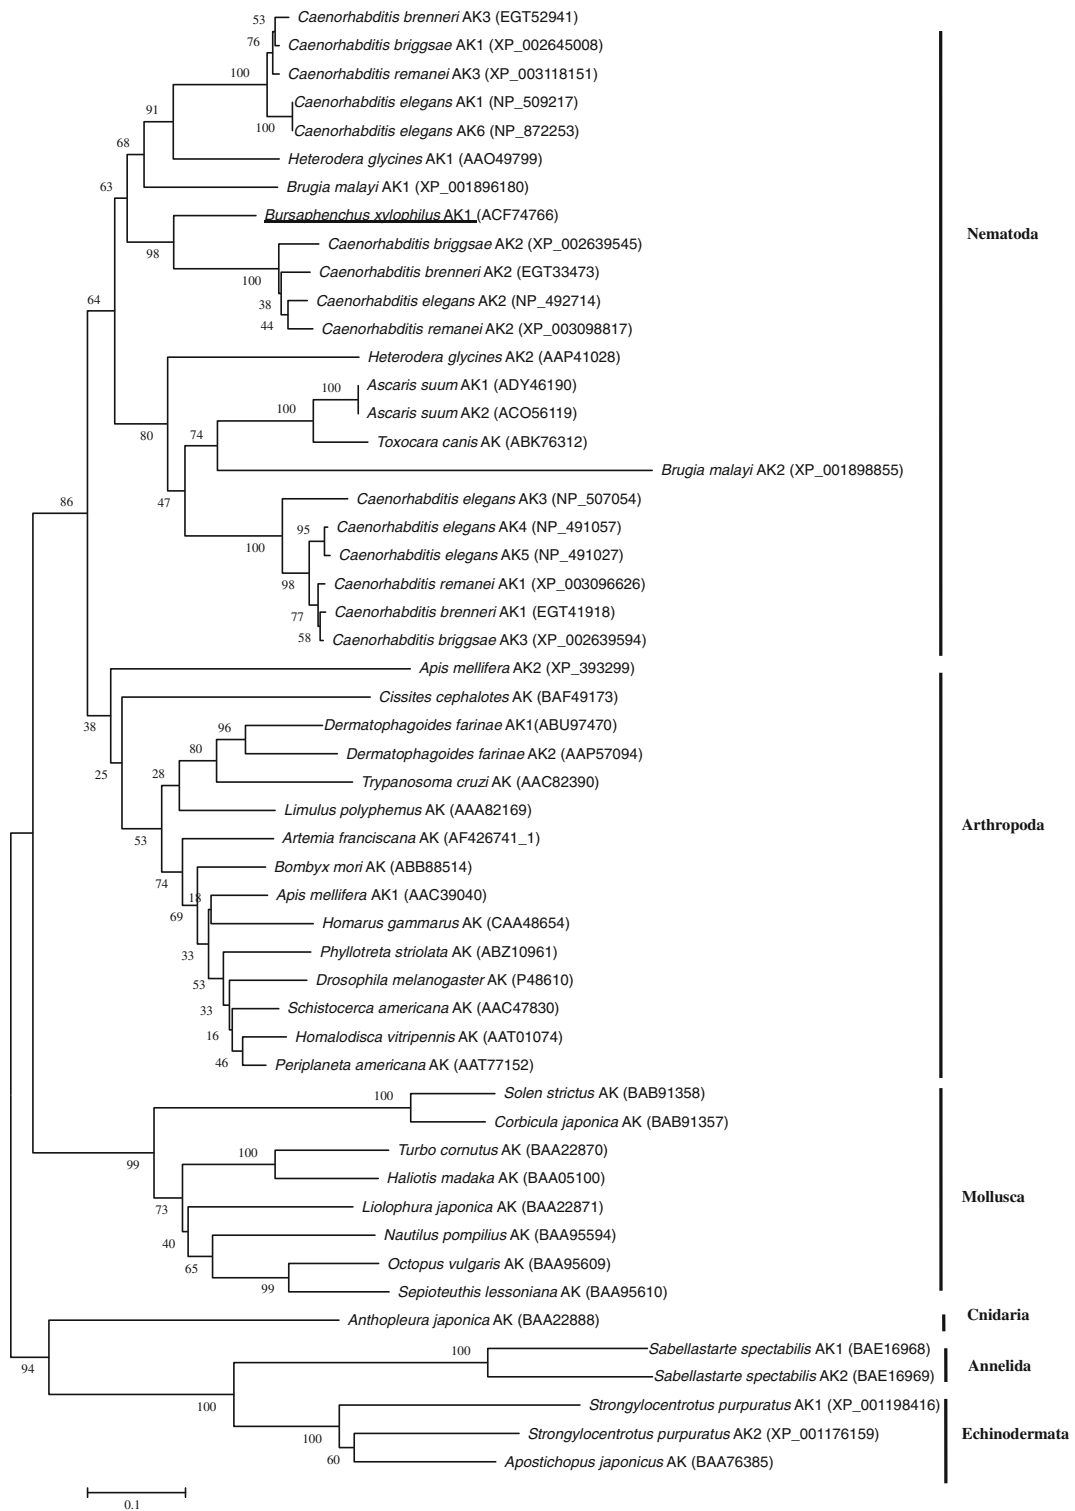 53
Caenorhabditis brenneri AK3 (EGT52941)
76
Caenorhabditis briggsae AK1 (XP_002645008)
100
Caenorhabditis remanei AK3 (XP_003118151)
Caenorhabditis elegans AK1 (NP_509217)
91
100
Caenorhabditis elegans AK6 (NP_872253)
68
Heterodera glycines AK1 (AAO49799)
63
Brugia malayi AK1 (XP_001896180)
Bursaphenchus xylophilus AK1 (ACF74766)
Nematoda
98
Caenorhabditis briggsae AK2 (XP_002639545)
100
Caenorhabditis brenneri AK2 (EGT33473)
64
38
Caenorhabditis elegans AK2 (NP_492714)
44
Caenorhabditis remanei AK2 (XP_003098817)
Heterodera glycines AK2 (AAP41028)
100
Ascaris suum AK1 (ADY46190)
100
Ascaris suum AK2 (ACO56119)
80
74
Toxocara canis AK (ABK76312)
Brugia malayi AK2 (XP_001898855)
86
47
Caenorhabditis elegans AK3 (NP_507054)
95
Caenorhabditis elegans AK4 (NP_491057)
100
Caenorhabditis elegans AK5 (NP_491027)
98
Caenorhabditis remanei AK1 (XP_003096626)
77
Caenorhabditis brenneri AK1 (EGT41918)
58
Caenorhabditis briggsae AK3 (XP_002639594)
Apis mellifera AK2 (XP_393299)
Cissites cephalotes AK (BAF49173)
38
96
Dermatophagoides farinae AK1(ABU97470)
80
Dermatophagoides farinae AK2 (AAP57094)
25
28
Trypanosoma cruzi AK (AAC82390)
Limulus polyphemus AK (AAA82169)
Arthropoda
53
Artemia franciscana AK (AF426741_1)
Bombyx mori AK (ABB88514)
74
18
Apis mellifera AK1 (AAC39040)
69
Homarus gammarus AK (CAA48654)
33
Phyllotreta striolata AK (ABZ10961)
53
Drosophila melanogaster AK (P48610)
33
Schistocerca americana AK (AAC47830)
16
Homalodisca vitripennis AK (AAT01074)
46
Periplaneta americana AK (AAT77152)
100
Solen strictus AK (BAB91358)
Corbicula japonica AK (BAB91357)
99
100
Turbo cornutus AK (BAA22870)
Haliotis madaka AK (BAA05100)
Mollusca
73
Liolophura japonica AK (BAA22871)
40
Nautilus pompilius AK (BAA95594)
65
Octopus vulgaris AK (BAA95609)
99
Sepioteuthis lessoniana AK (BAA95610)
Cnidaria
Anthopleura japonica AK (BAA22888)
100
Sabellastarte spectabilis AK1 (BAE16968)
94
Annelida
Sabellastarte spectabilis AK2 (BAE16969)
100
Strongylocentrotus purpuratus AK1 (XP_001198416)
100
Strongylocentrotus purpuratus AK2 (XP_001176159)
Echinodermata
60
Apostichopus japonicus AK (BAA76385)
0.1